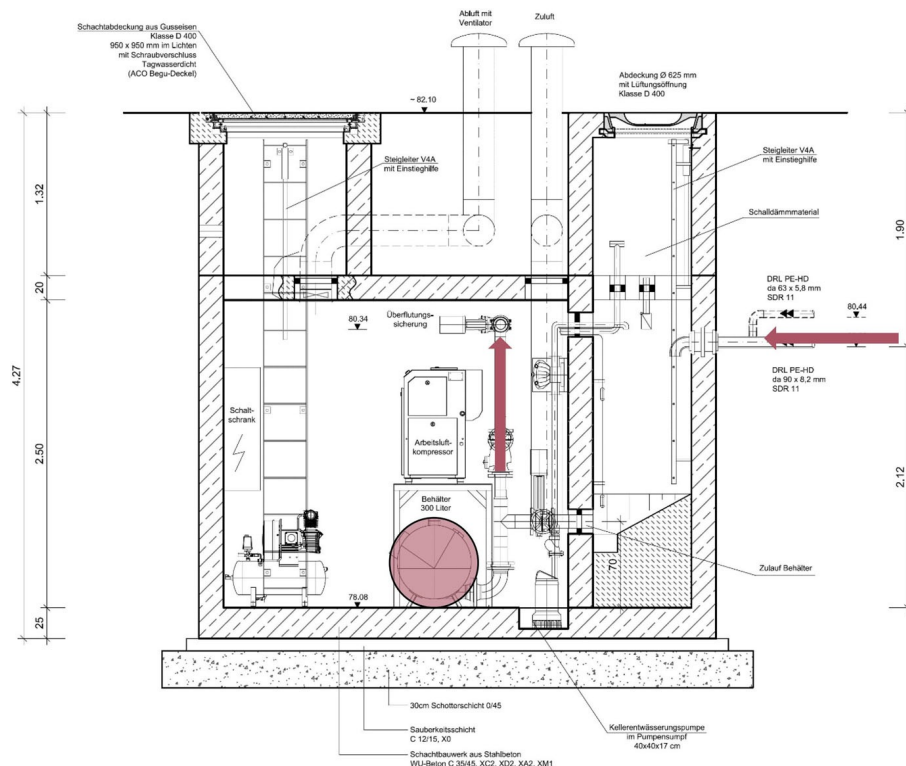 Schachtabdeckung aus Gusseisen
Klasse D 400
950 x 950 mm im Lichten
mit Schraubverschluss
Tagwasserdicht
(ACO Begu-Deckel)
Abluft mit
Ventilator
Zuluft
Abdeckung Ø 625 mm
mit Lüftungsöffnung
Klasse D 400
~ 82.10
Steigleiter V4A
mit Einstieghilfe
Steigleiter V4A
mit Einstieghilfe
Schalldämmmaterial
1.32
20
4.27
2.50
25
1.90
2.12
DRL PE-HD
da 63 x 5,8 mm
SDR 11
80,44
DRL PE-HD
da 90 x 8,2 mm
SDR 11
80.34
Überflutungs-
sicherung
Schalt-
schrank
Arbeitsluft-
kompressor
Behälter
300 Liter
70
Zulauf Behälter
78.08
30cm Schotterschicht 0/45
Sauberkeitsschicht
C 12/15, X0
Schachtbauwerk aus Stahlbeton
WU-Beton C 35/45, XC2, XD2, XA2, XM1
Kellerentwässerungspumpe
im Pumpensumpf
40x40x17 cm